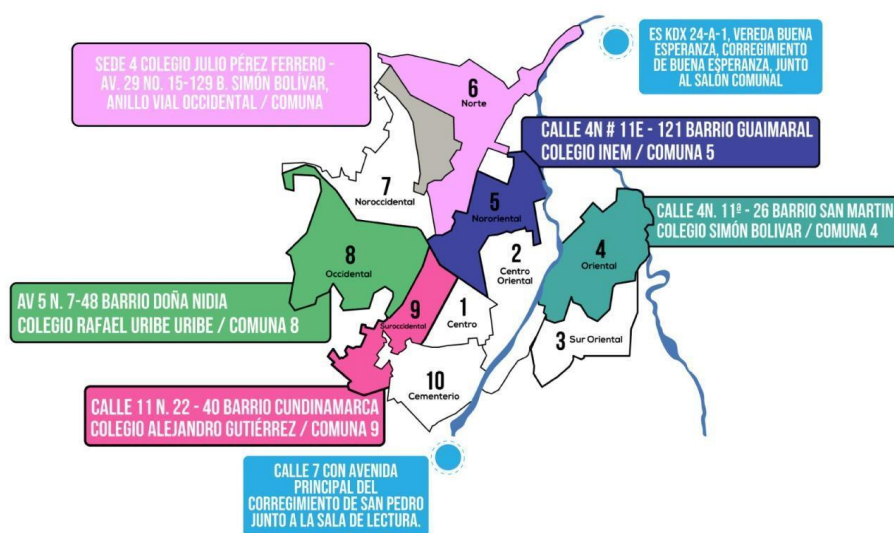 SEDE 4 COLEGIO JULIO PÉREZ FERRERO -
AV. 29 NO. 15-129 B. SIMÓN BOLÍVAR,
ANILLO VIAL OCCIDENTAL / COMUNA
ES KDX 24-A-1, VEREDA BUENA
ESPERANZA, CORREGIMIENTO
DE BUENA ESPERANZA, JUNTO
AL SALÓN COMUNAL
6
Norte
CALLE 4N # 11E - 121 BARRIO GUAIMARAL
COLEGIO INEM / COMUNA 5
7
Noroccidental
5
Nororiental
CALLE 4N. 11ª - 26 BARRIO SAN MARTIN
COLEGIO SIMÓN BOLIVAR / COMUNA 4
8
Occidental
2
Centro
Oriental
4
Oriental
AV 5 N. 7-48 BARRIO DOÑA NIDIA
COLEGIO RAFAEL URIBE URIBE / COMUNA 8
9
Suroccidental
1
Centro
3
Sur Oriental
10
Cementerio
CALLE 11 N. 22 - 40 BARRIO CUNDINAMARCA
COLEGIO ALEJANDRO GUTIÉRREZ / COMUNA 9
CALLE 7 CON AVENIDA
PRINCIPAL DEL
CORREGIMIENTO DE SAN PEDRO
JUNTO A LA SALA DE LECTURA.